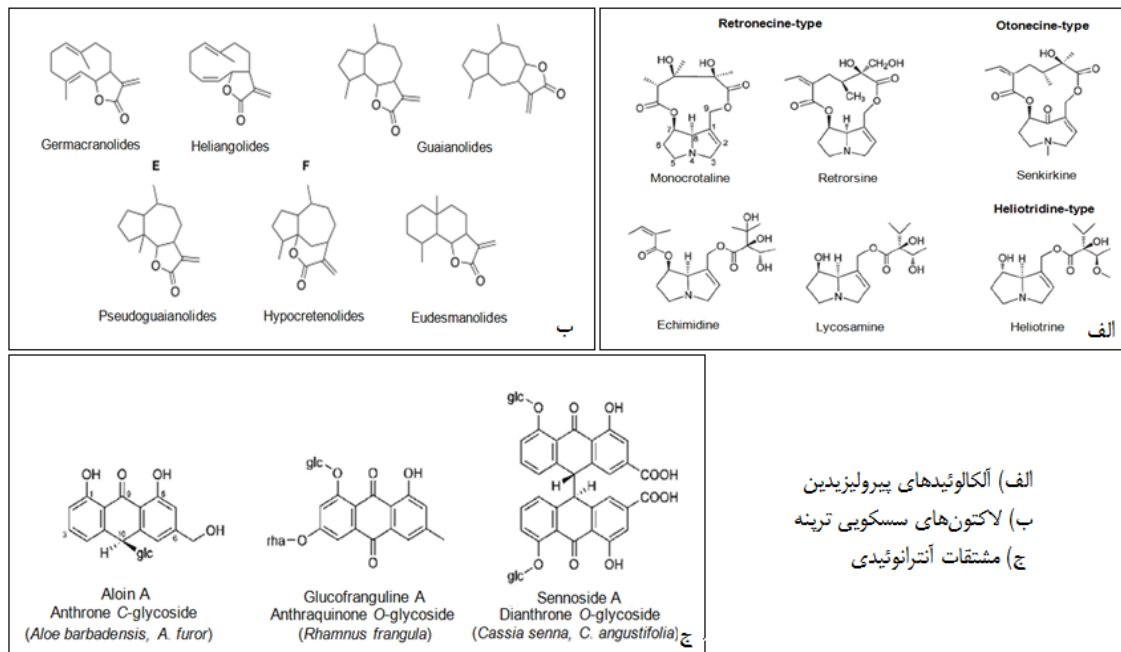 Germacranolides
Heliangolides
Guaianolides
E
F
Pseudoguaianolides
Hypocretenolides
Eudesmanolides
ب
Retronecine-type
Otonecine-type
Monocrotaline
Retrorsine
Senkirkine
Heliotridine-type
Echimidine
Lycosamine
Heliotrine
الف
Aloin A
Anthrone C-glycoside
(Aloe barbadensis, A. furor)
Glucofranguline A
Anthraquinone O-glycoside
(Rhamnus frangula)
Sennoside A
Dianthrone O-glycoside
(Cassia senna, C. angustifolia)
ج
الف) آلکالوئیدهای پیرولیزیدین
ب) لاکتون‌های سسکویی ترپنه
ج) مشتقات آنترانوئیدی